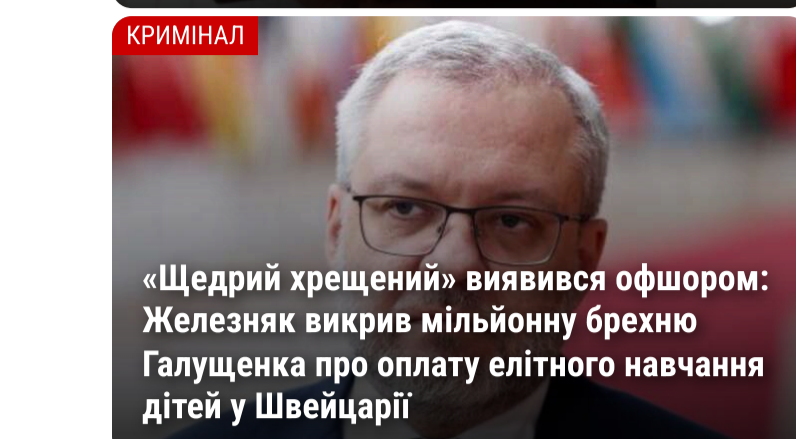 КРИМІНАЛ
«Щедрий хрещений» виявився офшором:
Железняк викрив мільйонну брехню
Галущенка про оплату елітного навчання
дітей у Швейцарії